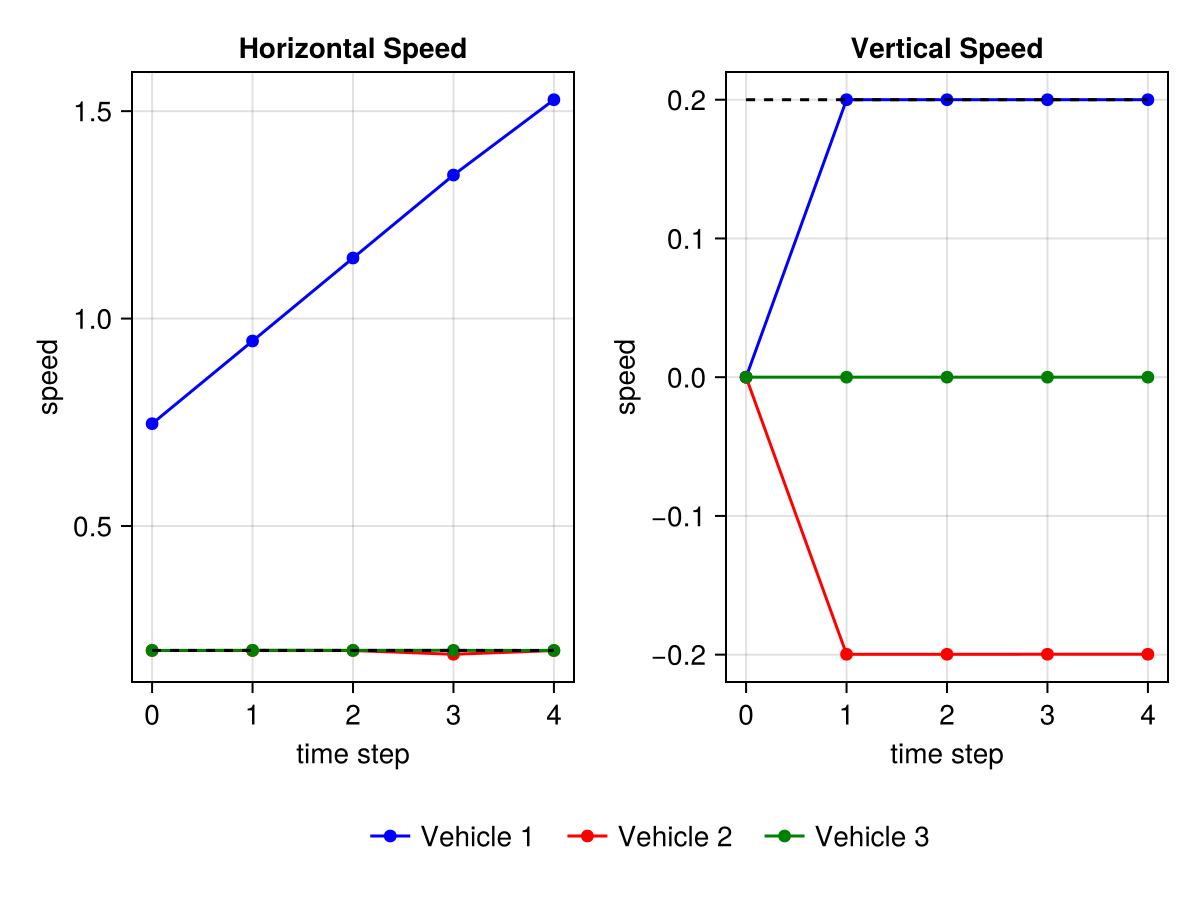 Horizontal Speed
1.5
1.0
0.5
speed
0 1 2 3 4
time step
Vertical Speed
0.2
0.1
0.0
−0.1
−0.2
speed
0 1 2 3 4
time step
Vehicle 1 Vehicle 2 Vehicle 3